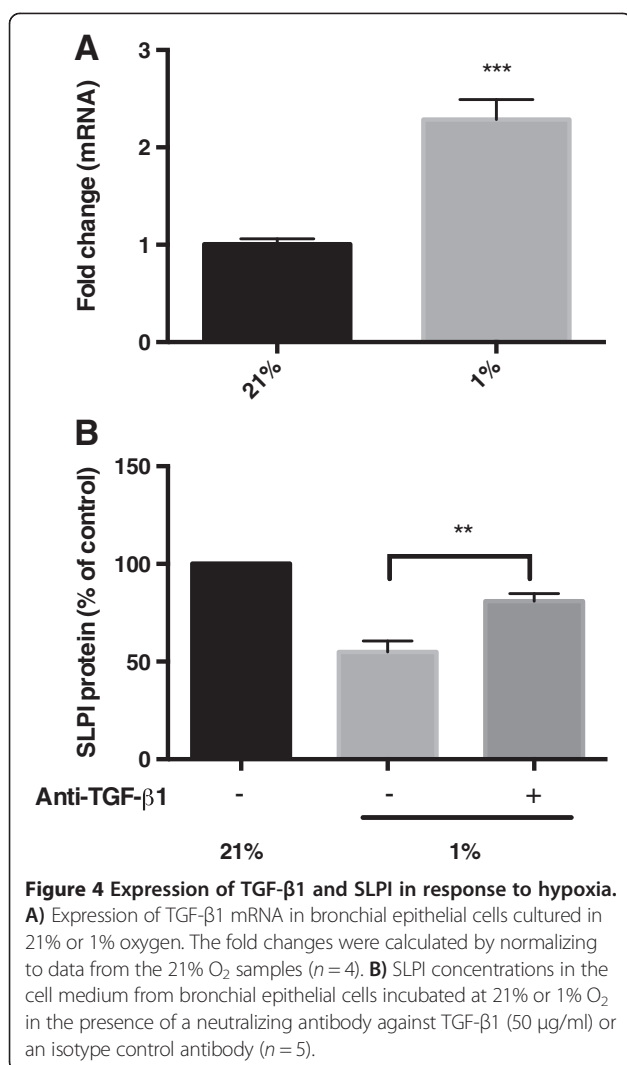 A
Fold change (mRNA)
3
2
1
0
***
21%
1%
B
SLPI protein (% of control)
150
100
50
0
**
Anti-TGF-β1 - - +
21% 1%
Figure 4 Expression of TGF-β1 and SLPI in response to hypoxia.
A) Expression of TGF-β1 mRNA in bronchial epithelial cells cultured in
21% or 1% oxygen. The fold changes were calculated by normalizing
to data from the 21% O₂ samples (n = 4). B) SLPI concentrations in the
cell medium from bronchial epithelial cells incubated at 21% or 1% O₂
in the presence of a neutralizing antibody against TGF-β1 (50 μg/ml) or
an isotype control antibody (n = 5).